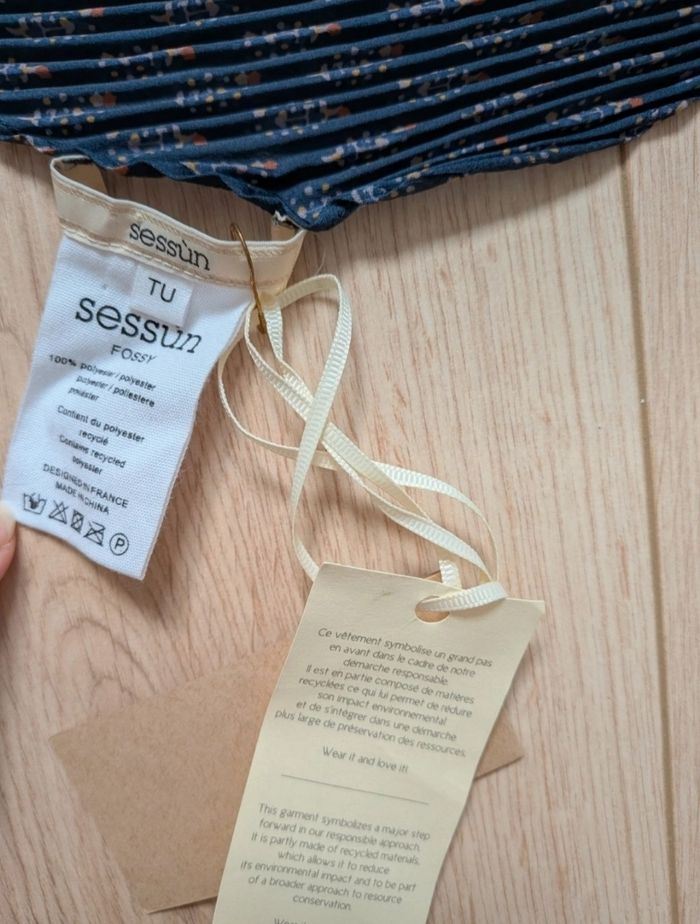 sessùn
TU
sessùn
FOSSY
100% polyester / polyester
polyester / poliestere
poliester
Contient du polyester
recyclé
Contains recycled
polyester
DESIGNED IN FRANCE
MADE IN CHINA
P
Ce vêtement symbolise un grand pas
en avant dans le cadre de notre
démarche responsable.
Il est en partie composé de matières
recyclées ce qui lui permet de réduire
son impact environnemental
et de s'intégrer dans une démarche
plus large de préservation des ressources.
Wear it and love it!
This garment symbolizes a major step
forward in our responsible approach.
It is partly made of recycled materials,
which allows it to reduce
its environmental impact and to be part
of a broader approach to resource
conservation.